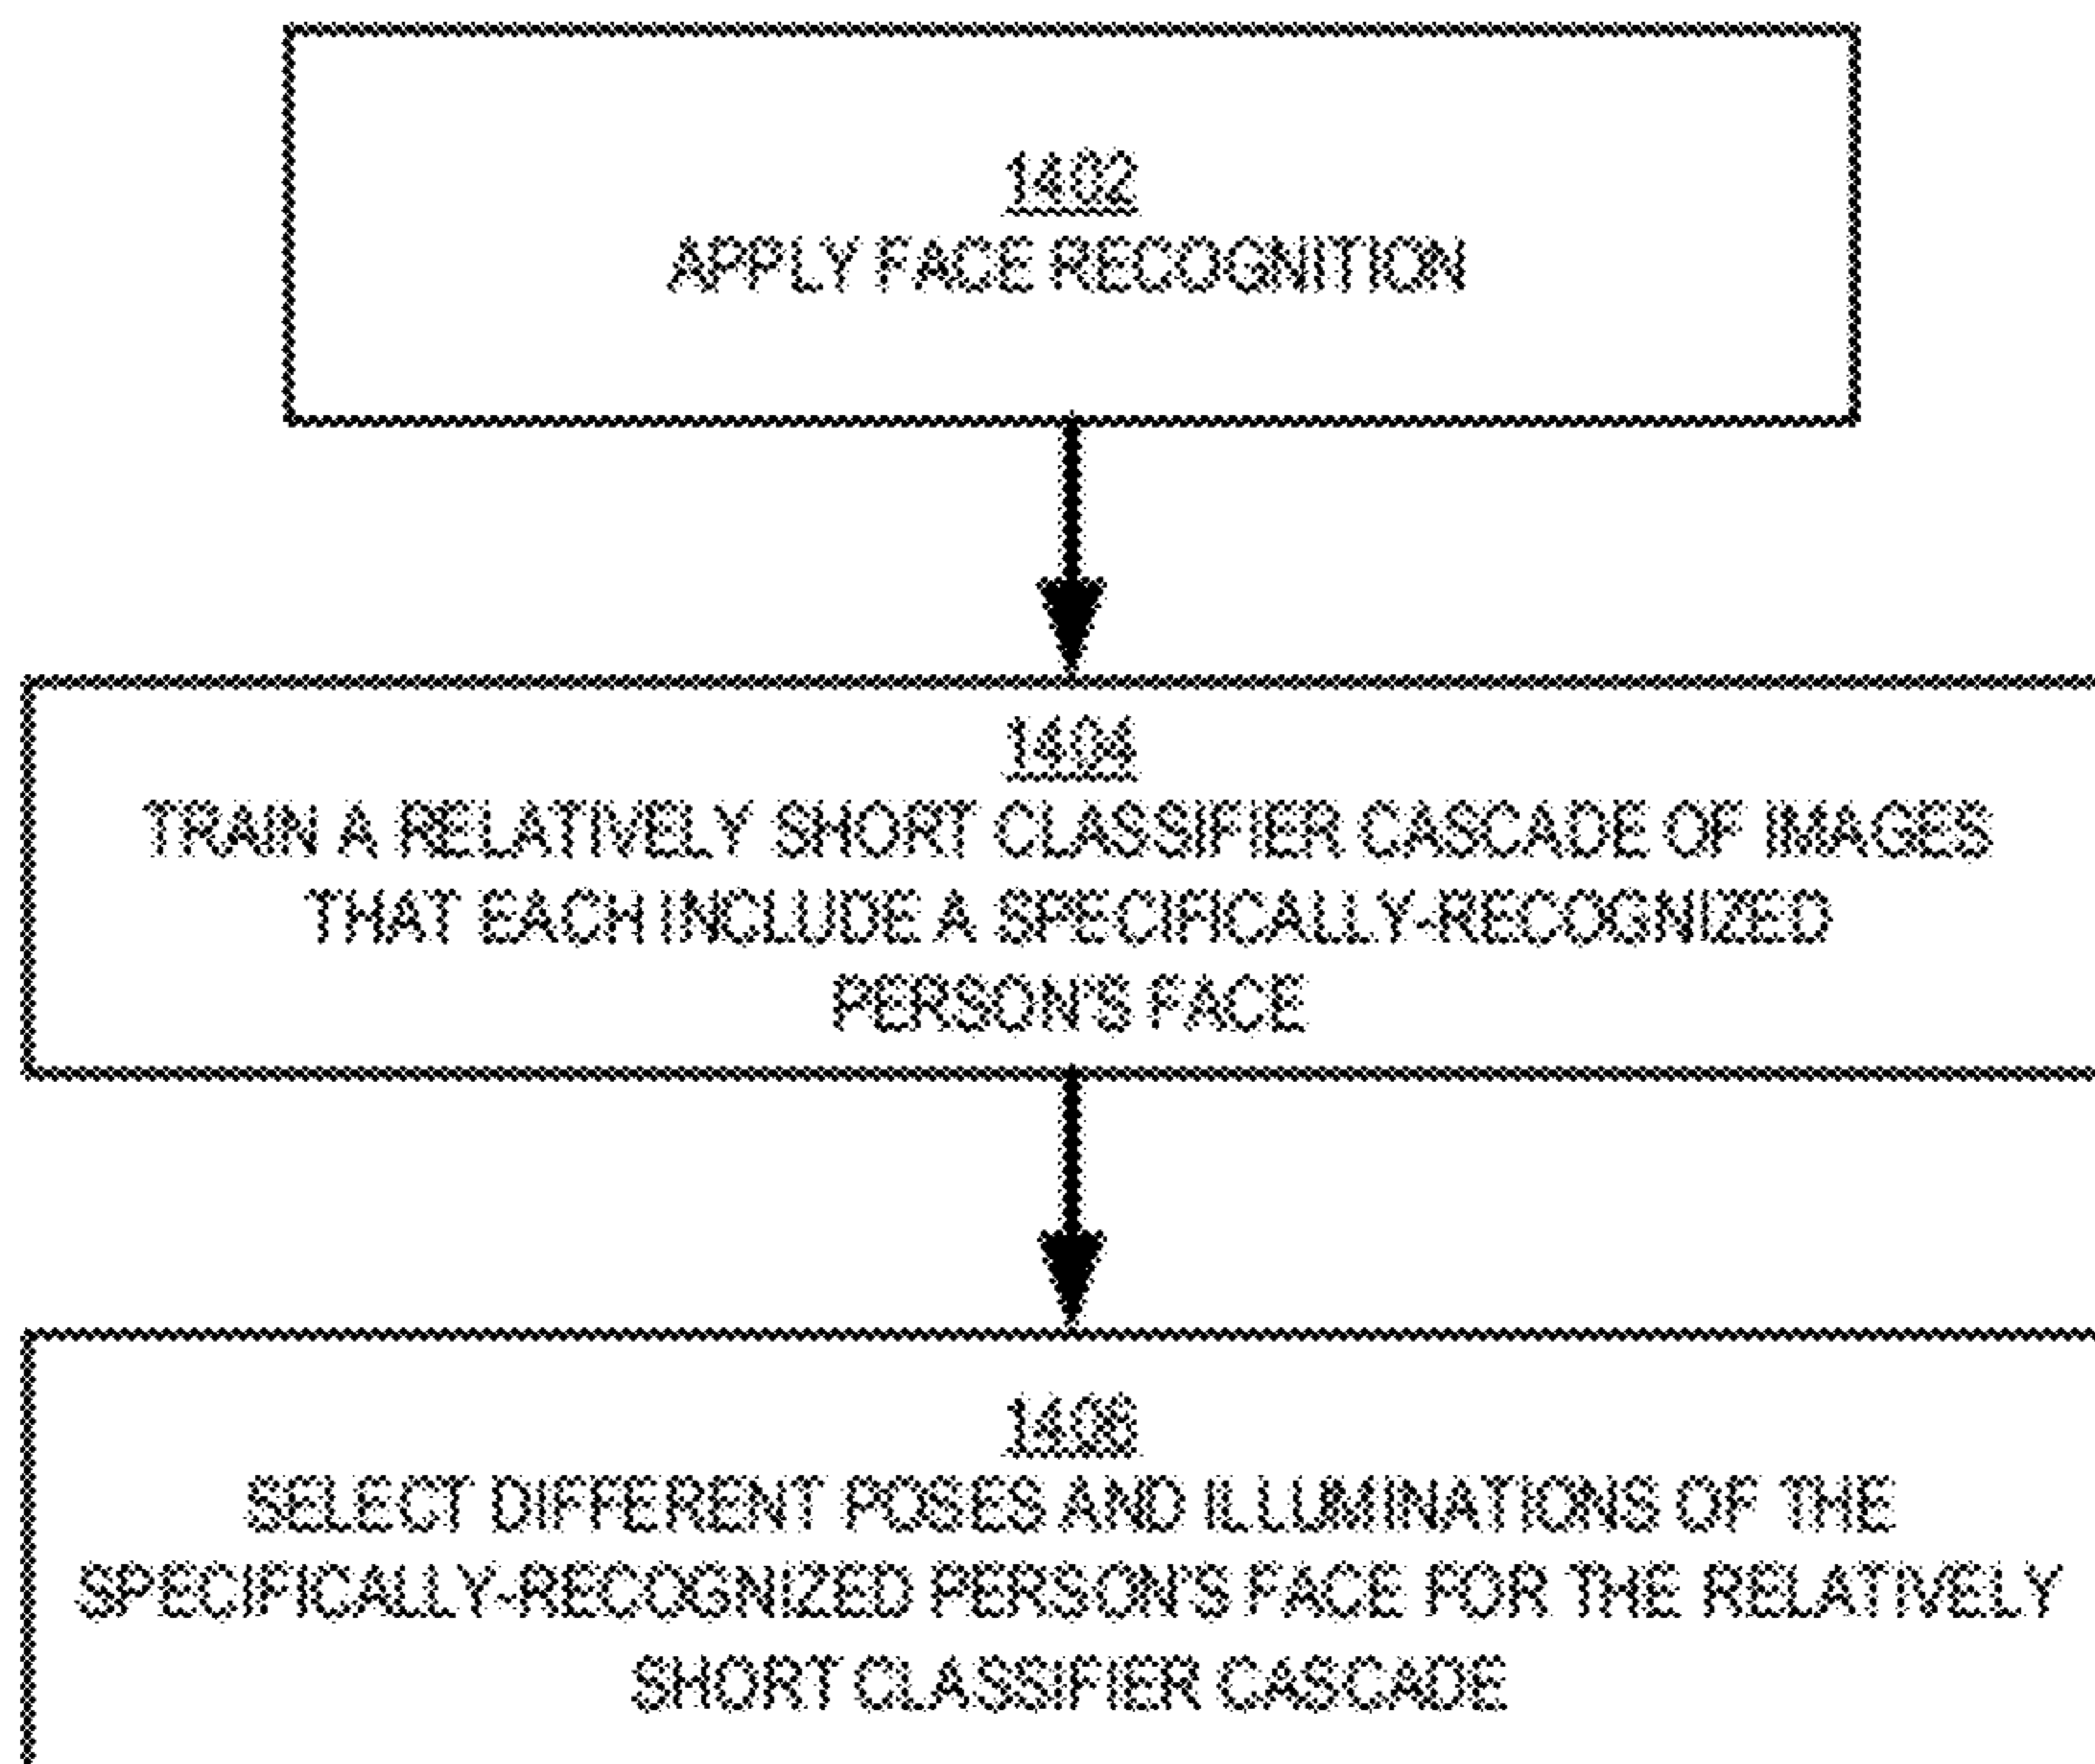 1402
APPLY FACE RECOGNITION
1404
TRAIN A RELATIVELY SHORT CLASSIFIER CASCADE OF IMAGES
THAT EACH INCLUDE A SPECIFICALLY-RECOGNIZED
PERSON'S FACE
1406
SELECT DIFFERENT POSES AND ILLUMINATIONS OF THE
SPECIFICALLY-RECOGNIZED PERSON'S FACE FOR THE RELATIVELY
SHORT CLASSIFIER CASCADE